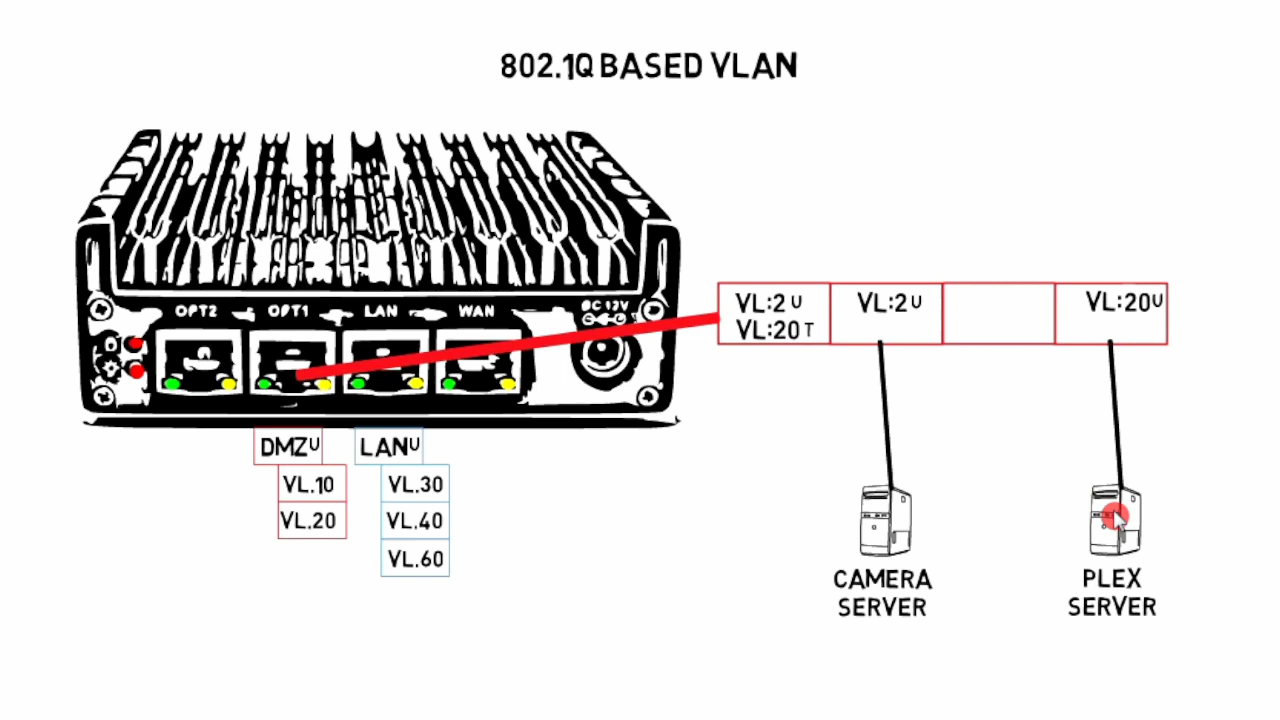 802.1Q BASED VLAN
OPT2 OPT1 LAN WAN DC 12V
VL:2 U
VL:20 T
VL:2 U
VL:20 U
DMZ U
VL.10
VL.20
LAN U
VL.30
VL.40
VL.60
CAMERA
SERVER
PLEX
SERVER